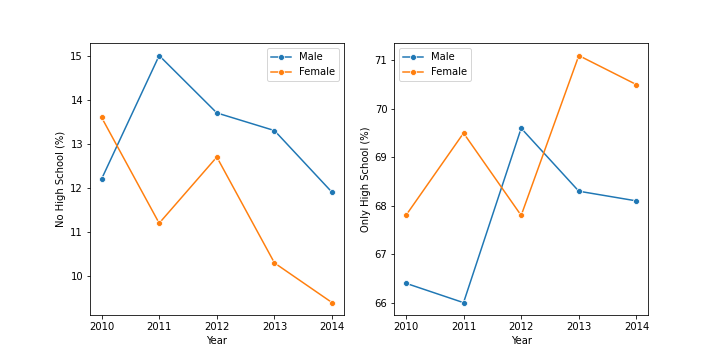 No High School (%)
15
14
13
12
11
10
Male
Female
2010 2011 2012 2013 2014
Year
Only High School (%)
71
70
69
68
67
66
Male
Female
2010 2011 2012 2013 2014
Year